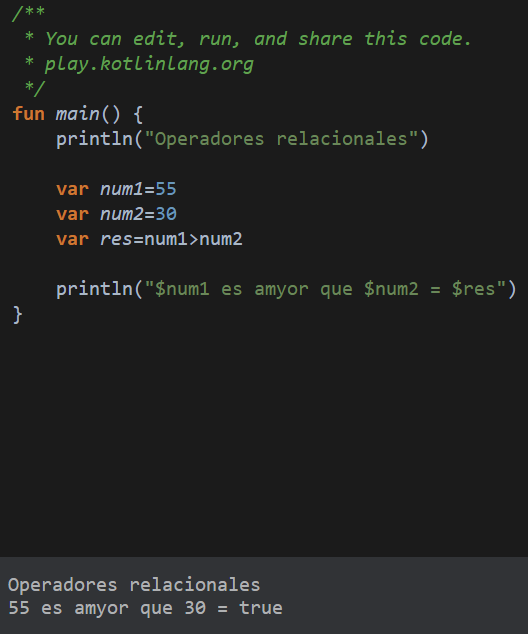 /**
 * You can edit, run, and share this code.
 * play.kotlinlang.org
 */
fun main() {
    println("Operadores relacionales")
    var num1=55
    var num2=30
    var res=num1>num2
    println("$num1 es amyor que $num2 = $res")
}
Operadores relacionales
55 es amyor que 30 = true